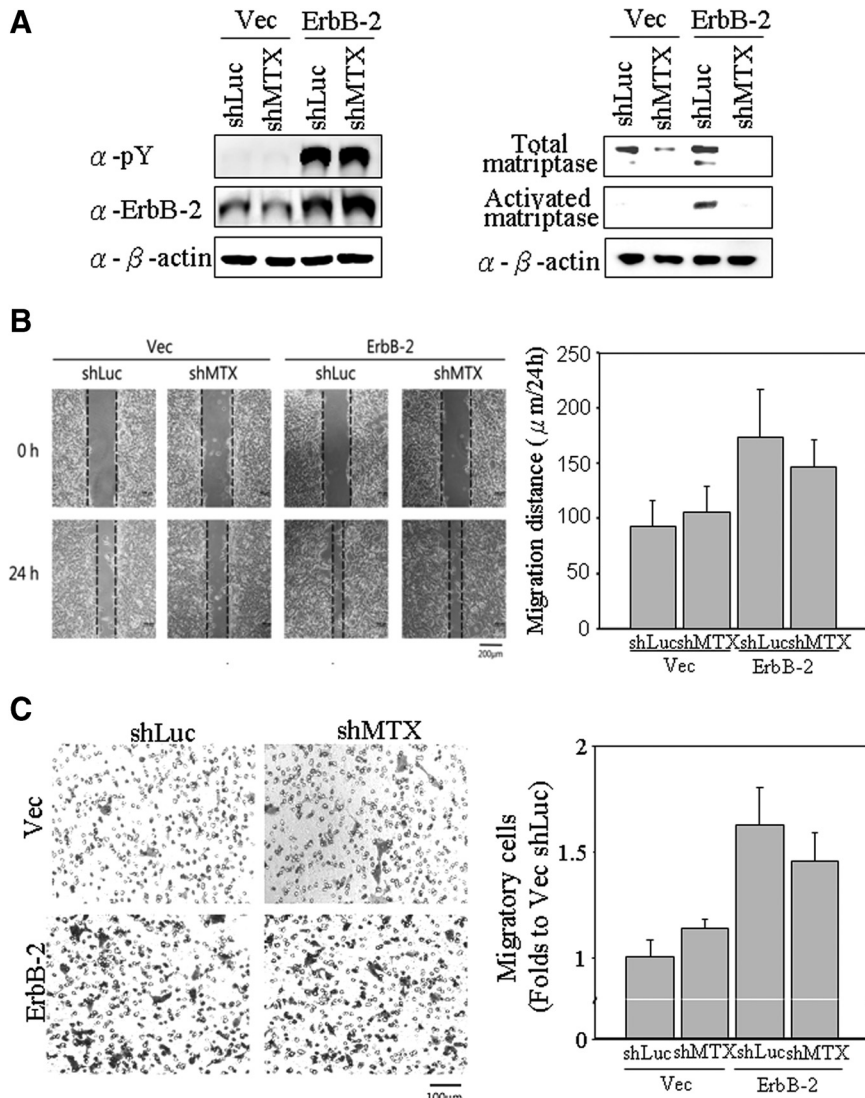 A
Vec ErbB-2
shLuc shMTX shLuc shMTX
α-pY
α-ErbB-2
α-β-actin
Vec ErbB-2
shLuc shMTX shLuc shMTX
Total
matriptase
Activated
matriptase
α-β-actin
B
Vec ErbB-2
shLuc shMTX shLuc shMTX
0 h
24 h
200μm
Migration distance (μm/24h)
250
200
150
100
50
0
shLuc shMTX shLuc shMTX
Vec ErbB-2
C
shLuc shMTX
Vec
ErbB-2
100μm
Migratory cells
(Folds to Vec shLuc)
2
1.5
1
0
shLuc shMTX shLuc shMTX
Vec ErbB-2